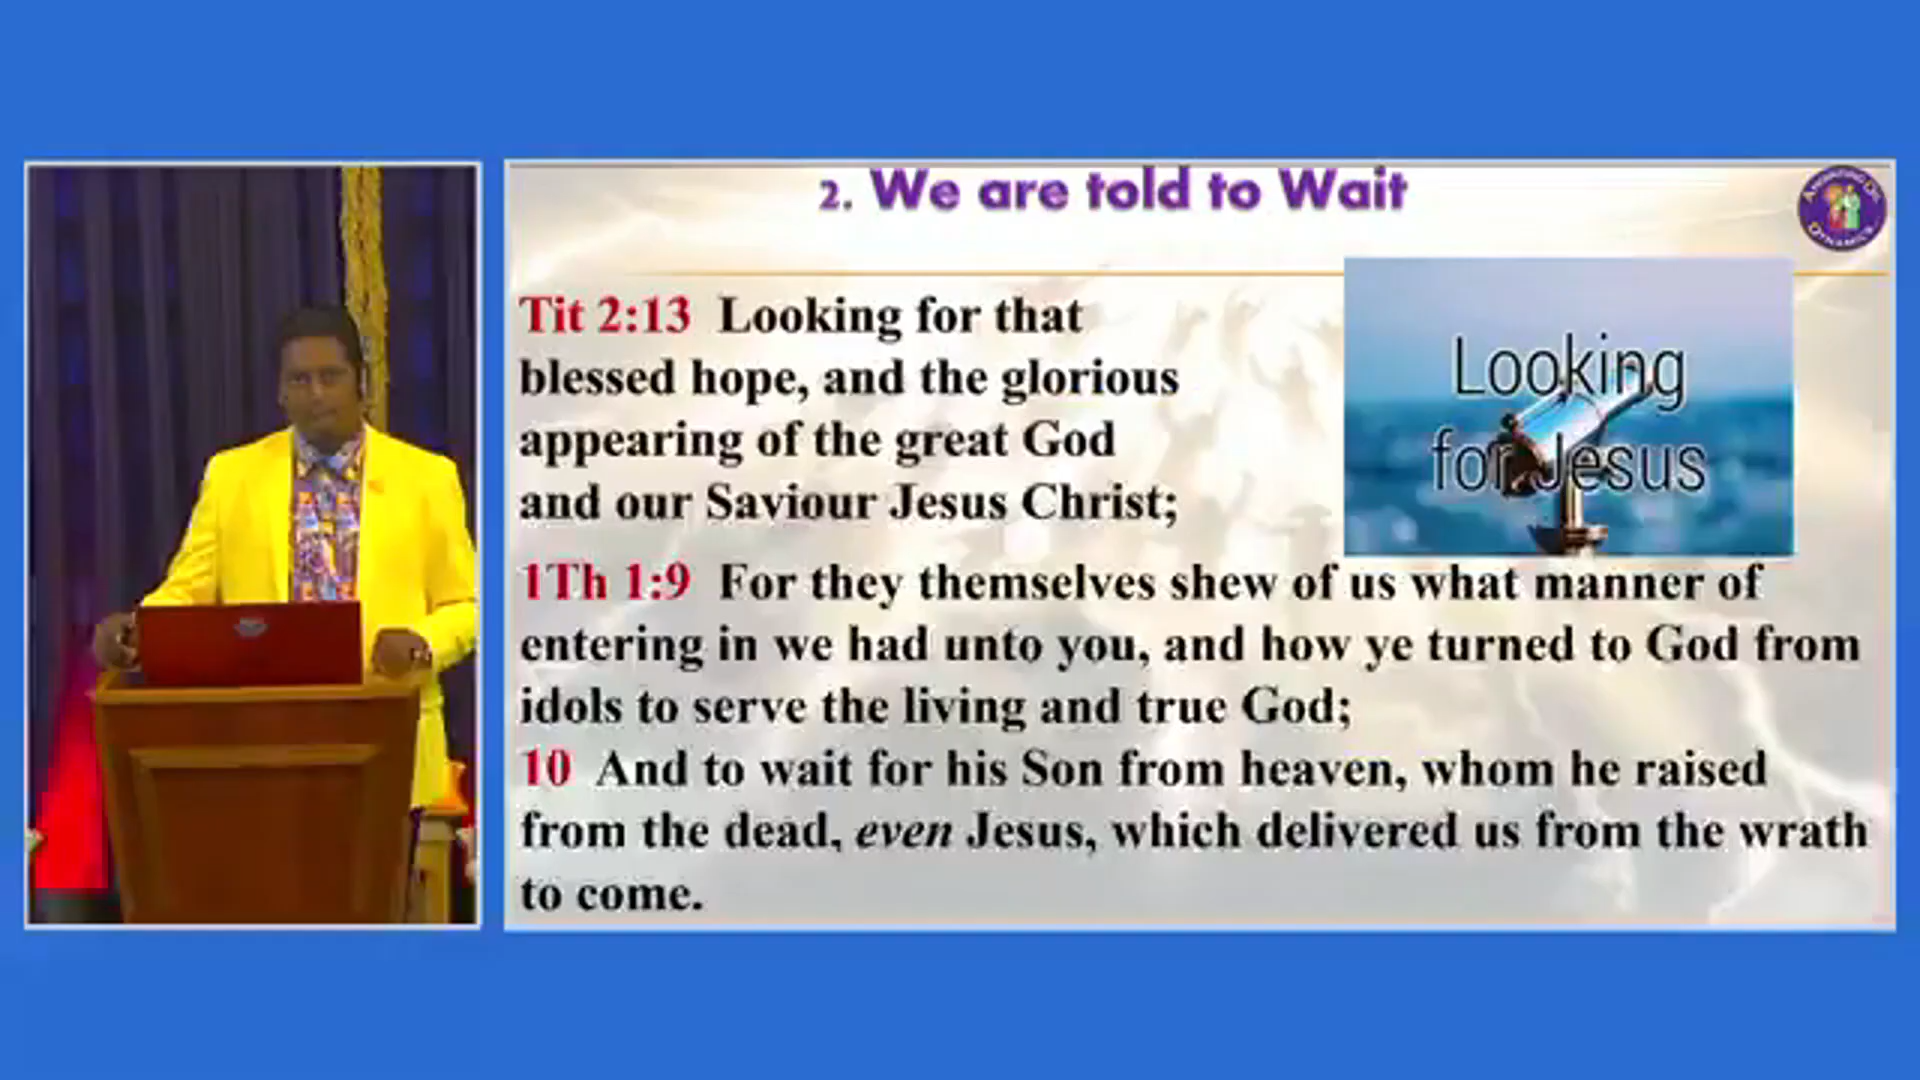 2. We are told to Wait
Tit 2:13 Looking for that
blessed hope, and the glorious
appearing of the great God
and our Saviour Jesus Christ;
Looking
for Jesus
1Th 1:9 For they themselves shew of us what manner of
entering in we had unto you, and how ye turned to God from
idols to serve the living and true God;
10 And to wait for his Son from heaven, whom he raised
from the dead, even Jesus, which delivered us from the wrath
to come.